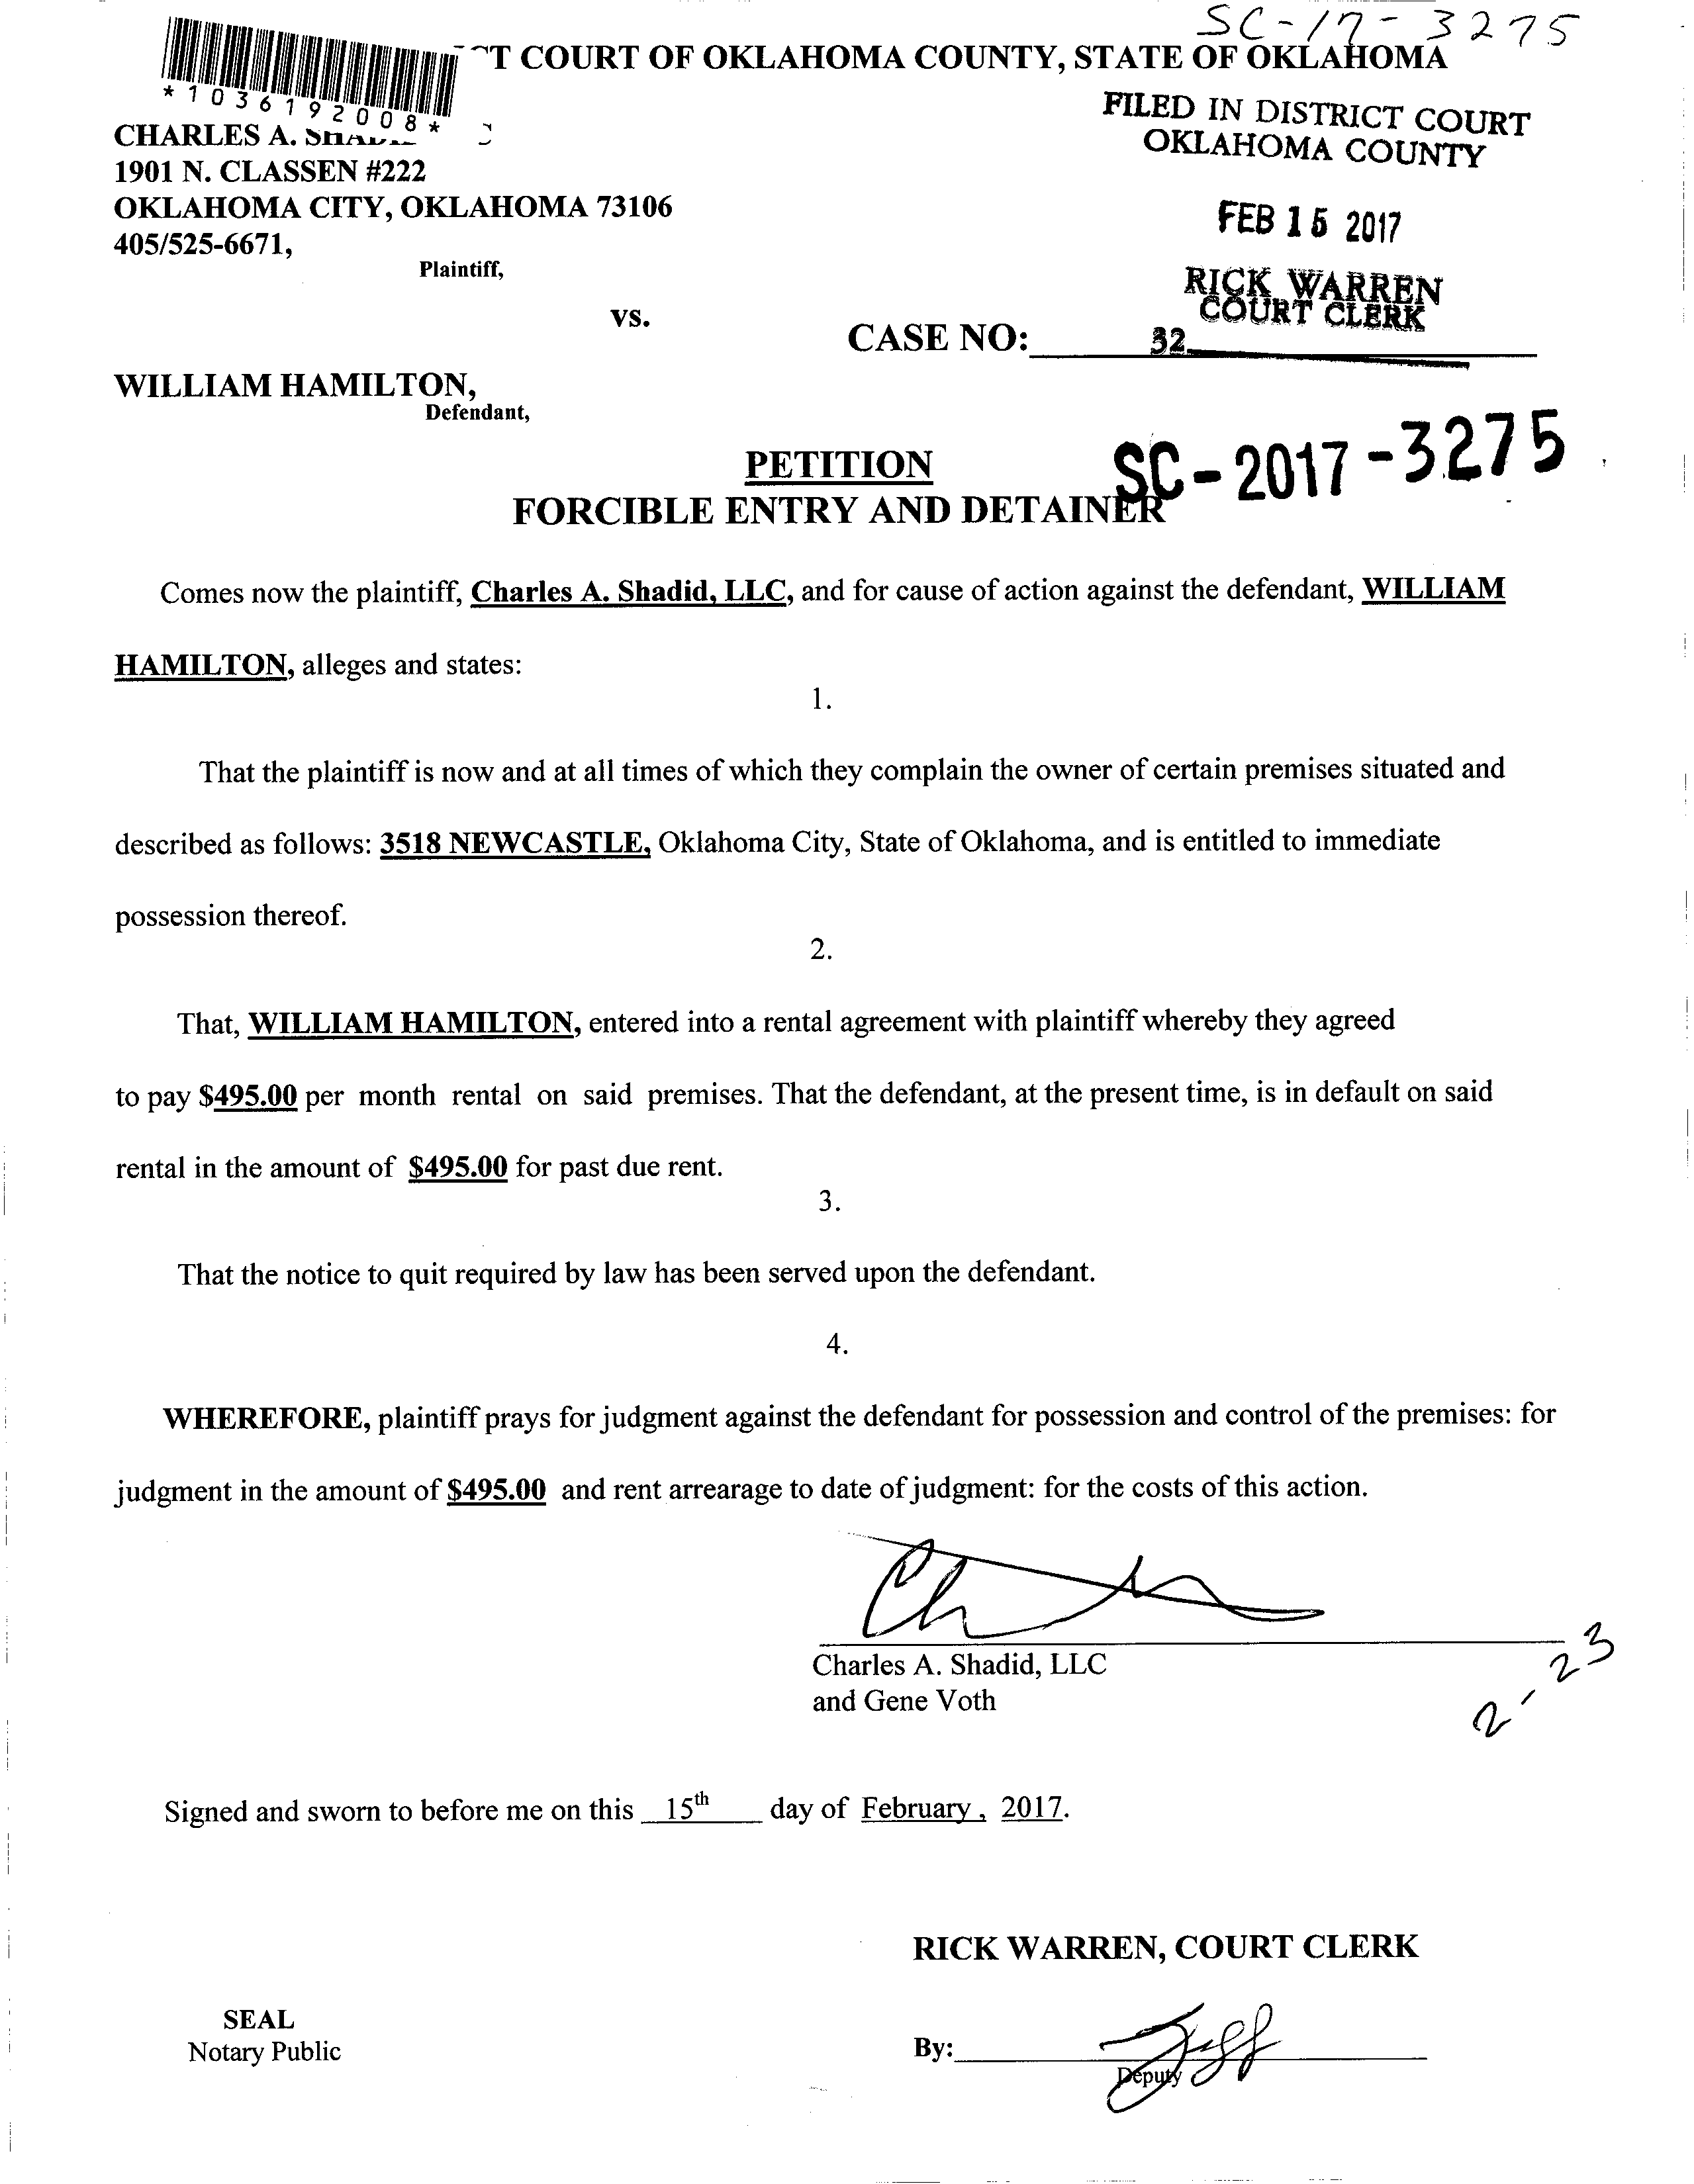 SC-17-3275
T COURT OF OKLAHOMA COUNTY, STATE OF OKLAHOMA
*1036192008*
FILED IN DISTRICT COURT
OKLAHOMA COUNTY
CHARLES A.
1901 N. CLASSEN #222
OKLAHOMA CITY, OKLAHOMA 73106
405/525-6671,
Plaintiff,
FEB 15 2017
RICK WARREN
COURT CLERK
vs.
CASE NO:
32
WILLIAM HAMILTON,
Defendant,
SC-2017-3275
PETITION
FORCIBLE ENTRY AND DETAINER
Comes now the plaintiff, Charles A. Shadid, LLC, and for cause of action against the defendant, WILLIAM
HAMILTON, alleges and states:
1.
That the plaintiff is now and at all times of which they complain the owner of certain premises situated and
described as follows: 3518 NEWCASTLE, Oklahoma City, State of Oklahoma, and is entitled to immediate
possession thereof.
2.
That, WILLIAM HAMILTON, entered into a rental agreement with plaintiff whereby they agreed
to pay $495.00 per month rental on said premises. That the defendant, at the present time, is in default on said
rental in the amount of $495.00 for past due rent.
3.
That the notice to quit required by law has been served upon the defendant.
4.
WHEREFORE, plaintiff prays for judgment against the defendant for possession and control of the premises: for
judgment in the amount of $495.00 and rent arrearage to date of judgment: for the costs of this action.
Charles A. Shadid, LLC
and Gene Voth
2-23
Signed and sworn to before me on this 15th day of February, 2017.
RICK WARREN, COURT CLERK
SEAL
Notary Public
By:
Deputy